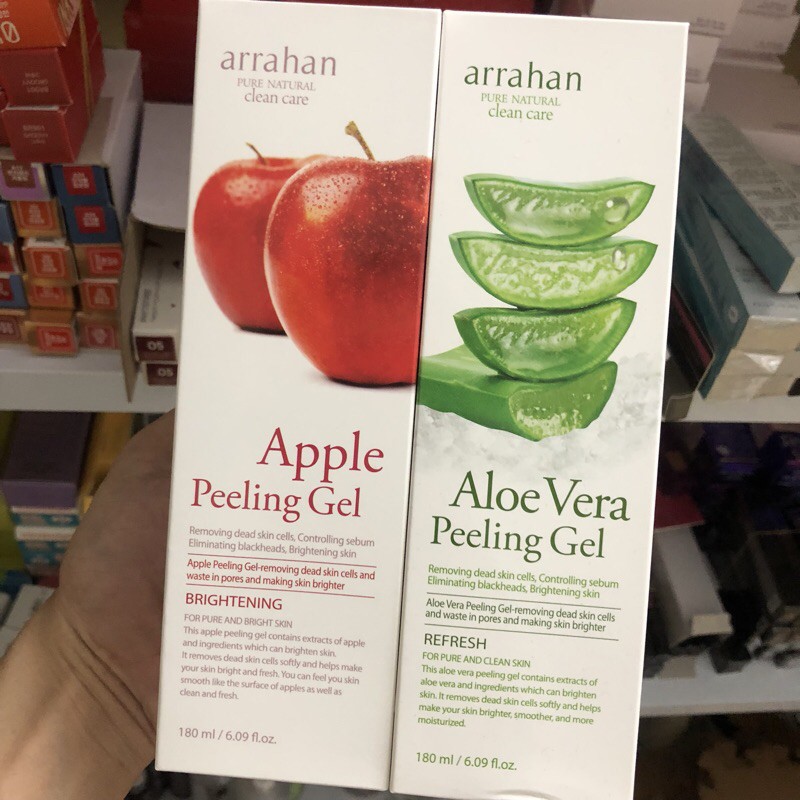 arrahan
PURE NATURAL
clean care
Apple
Peeling Gel
Removing dead skin cells, Controlling sebum
Eliminating blackheads, Brightening skin
Apple Peeling Gel-removing dead skin cells and
waste in pores and making skin brighter
BRIGHTENING
FOR PURE AND BRIGHT SKIN
This apple peeling gel contains extracts of apple
and ingredients which can brighten skin.
It removes dead skin cells softly and helps make
your skin bright and fresh. You can feel you skin
smooth like the surface of apples as well as
clean and fresh.
180 ml / 6.09 fl.oz.
arrahan
PURE NATURAL
clean care
Aloe Vera
Peeling Gel
Removing dead skin cells, Controlling sebum
Eliminating blackheads, Brightening skin
Aloe Vera Peeling Gel-removing dead skin cells
and waste in pores and making skin brighter
REFRESH
FOR PURE AND CLEAN SKIN
This aloe vera peeling gel contains extracts of
aloe vera and ingredients which can brighten
skin. It removes dead skin cells softly and helps
make your skin brighter, smoother, and more
moisturized.
180 ml / 6.09 fl.oz.
05
05